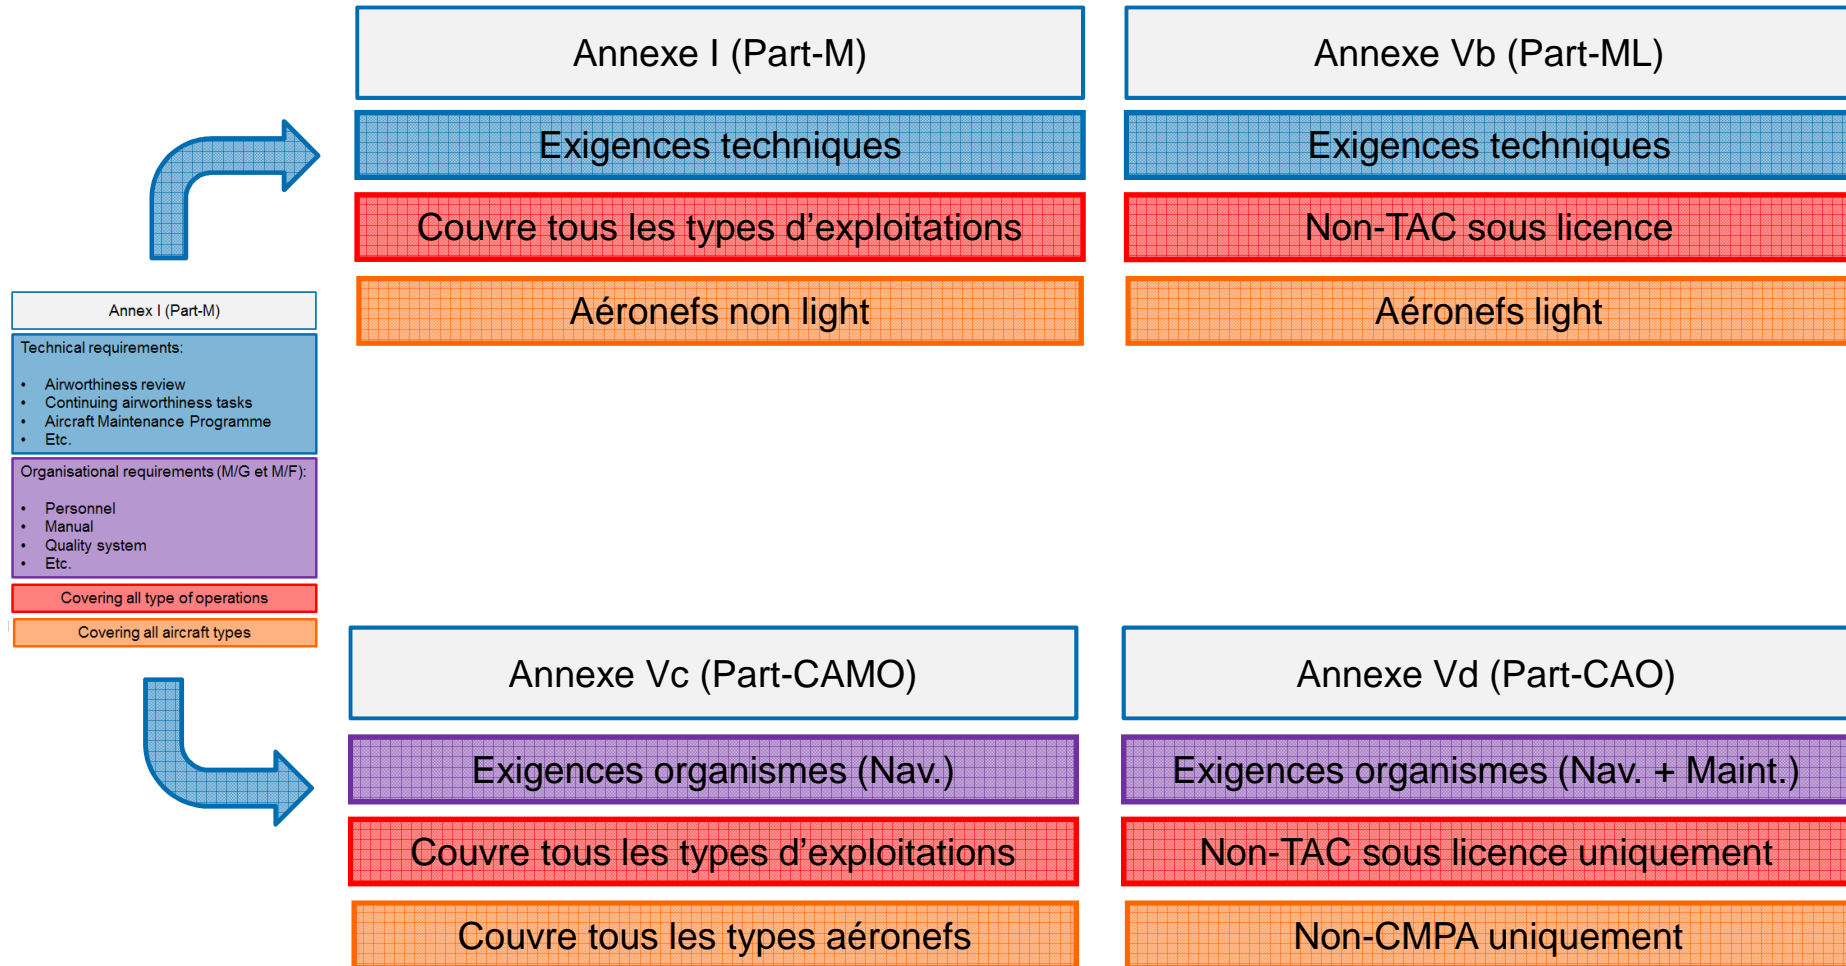 Annexe I (Part-M)
Exigences techniques
Couvre tous les types d’exploitations
Aéronefs non light
Annexe Vb (Part-ML)
Exigences techniques
Non-TAC sous licence
Aéronefs light
Annex I (Part-M)
Technical requirements:
• Airworthiness review
• Continuing airworthiness tasks
• Aircraft Maintenance Programme
• Etc.
Organisational requirements (M/G et M/F):
• Personnel
• Manual
• Quality system
• Etc.
Covering all type of operations
Covering all aircraft types
Annexe Vc (Part-CAMO)
Exigences organismes (Nav.)
Couvre tous les types d’exploitations
Couvre tous les types aéronefs
Annexe Vd (Part-CAO)
Exigences organismes (Nav. + Maint.)
Non-TAC sous licence uniquement
Non-CMPA uniquement